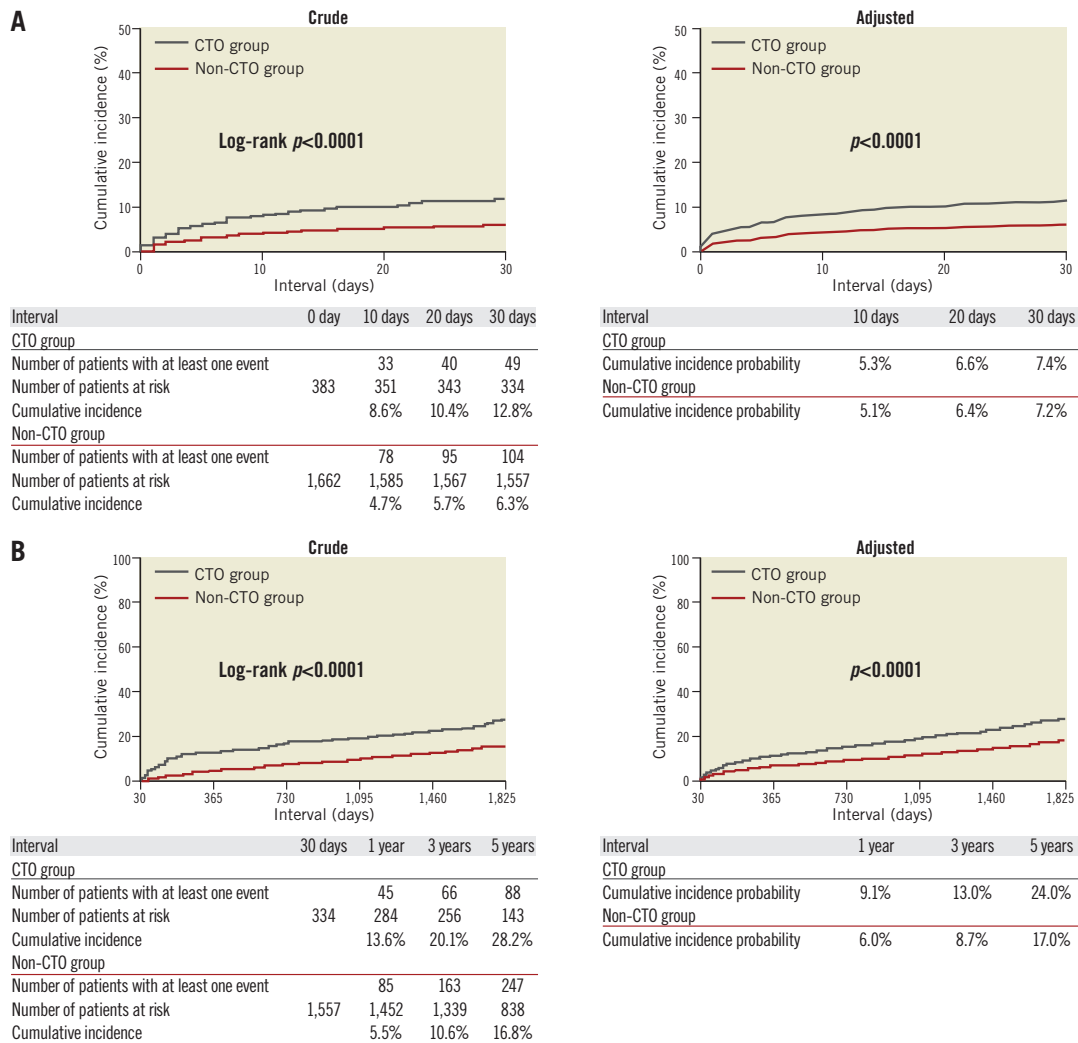 A
Crude
Cumulative incidence (%)
50
40
30
20
10
0
CTO group
Non-CTO group
Log-rank p<0.0001
0 10 20 30
Interval (days)
Adjusted
Cumulative incidence (%)
50
40
30
20
10
0
CTO group
Non-CTO group
p<0.0001
0 10 20 30
Interval (days)
Interval 0 day 10 days 20 days 30 days
CTO group
Number of patients with at least one event 33 40 49
Number of patients at risk 383 351 343 334
Cumulative incidence 8.6% 10.4% 12.8%
Non-CTO group
Number of patients with at least one event 78 95 104
Number of patients at risk 1,662 1,585 1,567 1,557
Cumulative incidence 4.7% 5.7% 6.3%
Interval 10 days 20 days 30 days
CTO group
Cumulative incidence probability 5.3% 6.6% 7.4%
Non-CTO group
Cumulative incidence probability 5.1% 6.4% 7.2%
B
Crude
Cumulative incidence (%)
100
80
60
40
20
0
CTO group
Non-CTO group
Log-rank p<0.0001
30 365 730 1,095 1,460 1,825
Interval (days)
Adjusted
Cumulative incidence (%)
100
80
60
40
20
0
CTO group
Non-CTO group
p<0.0001
30 365 730 1,095 1,460 1,825
Interval (days)
Interval 30 days 1 year 3 years 5 years
CTO group
Number of patients with at least one event 45 66 88
Number of patients at risk 334 284 256 143
Cumulative incidence 13.6% 20.1% 28.2%
Non-CTO group
Number of patients with at least one event 85 163 247
Number of patients at risk 1,557 1,452 1,339 838
Cumulative incidence 5.5% 10.6% 16.8%
Interval 1 year 3 years 5 years
CTO group
Cumulative incidence probability 9.1% 13.0% 24.0%
Non-CTO group
Cumulative incidence probability 6.0% 8.7% 17.0%